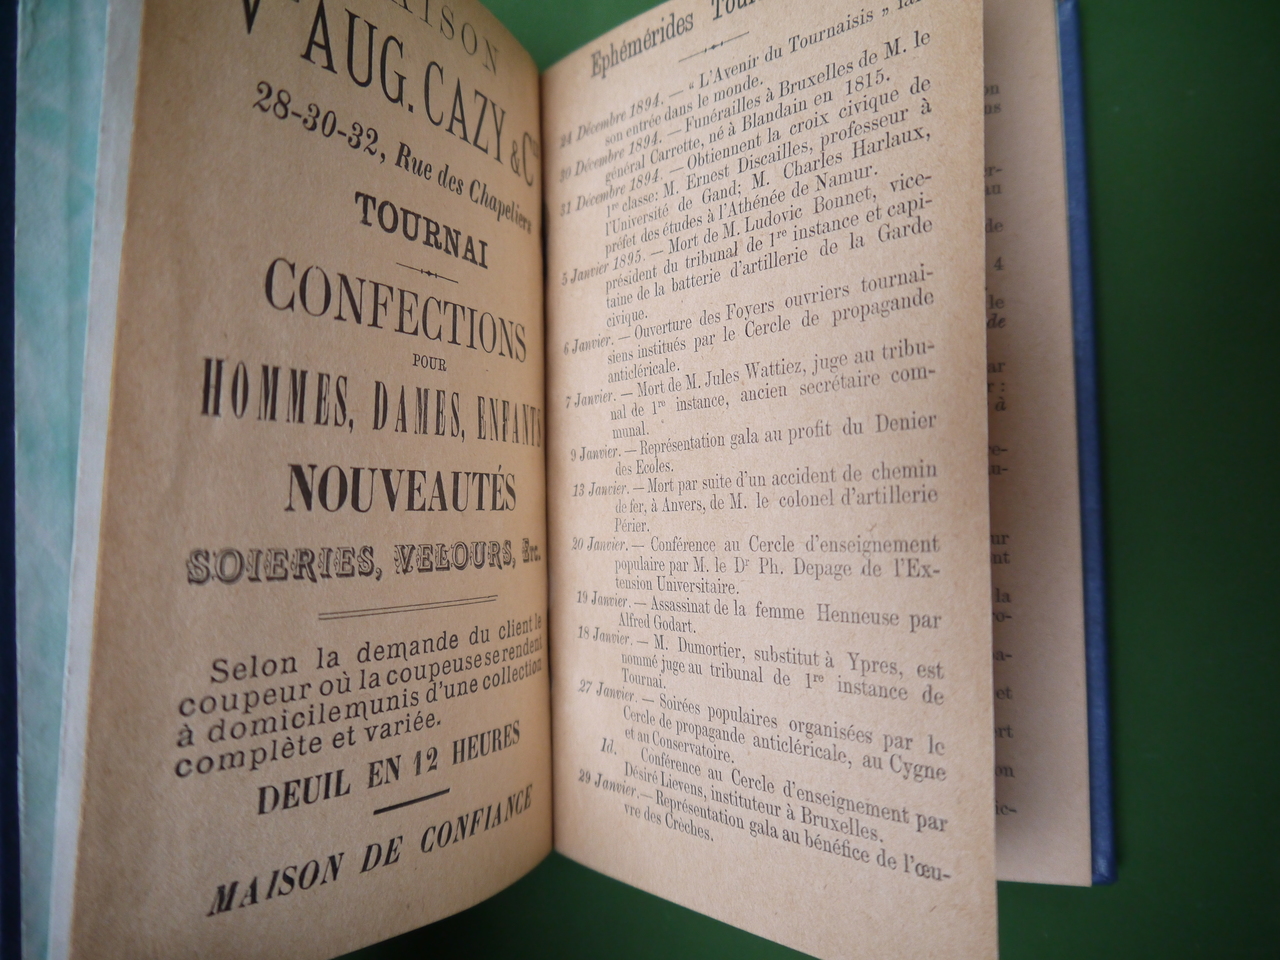 MAISON
Vve AUG. CAZY & Cie
28-30-32, Rue des Chapeliers
TOURNAI
CONFECTIONS
POUR
HOMMES, DAMES, ENFANTS
NOUVEAUTÉS
SOIERIES, VELOURS, Etc.
Selon la demande du client le
coupeur où la coupeuse se rendent
à domicile munis d'une collection
complète et variée.
DEUIL EN 12 HEURES
MAISON DE CONFIANCE
Ephémérides
24 Décembre 1894. — " L'Avenir du Tournaisis "
son entrée dans le monde.
30 Décembre 1894. — Funérailles à Bruxelles de M. le
général Carrette, né à Blandain en 1815.
31 Décembre 1894. — Obtiennent la croix civique de
1re classe: M. Ernest Discailles, professeur à
l'Université de Gand; M. Charles Harlaux,
préfet des études à l'Athénée de Namur.
5 Janvier 1895. — Mort de M. Ludovic Bonnet, vice-
président du tribunal de 1re instance et capi-
taine de la batterie d'artillerie de la Garde
civique.
6 Janvier. — Ouverture des Foyers ouvriers tournai-
siens institués par le Cercle de propagande
anticléricale.
7 Janvier. — Mort de M. Jules Wattiez, juge au tribu-
nal de 1re instance, ancien secrétaire com-
munal.
9 Janvier. — Représentation gala au profit du Denier
des Ecoles.
13 Janvier. — Mort par suite d'un accident de chemin
de fer, à Anvers, de M. le colonel d'artillerie
Périer.
20 Janvier. — Conférence au Cercle d'enseignement
populaire par M. le Dr Ph. Depage de l'Ex-
tension Universitaire.
19 Janvier. — Assassinat de la femme Henneuse par
Alfred Godart.
18 Janvier. — M. Dumortier, substitut à Ypres, est
nommé juge au tribunal de 1re instance de
Tournai.
27 Janvier. — Soirées populaires organisées par le
Cercle de propagande anticléricale, au Cygne
et au Conservatoire.
Id. Conférence au Cercle d'enseignement par
Désiré Lievens, instituteur à Bruxelles.
29 Janvier. — Représentation gala au bénéfice de l'œu-
vre des Crèches.